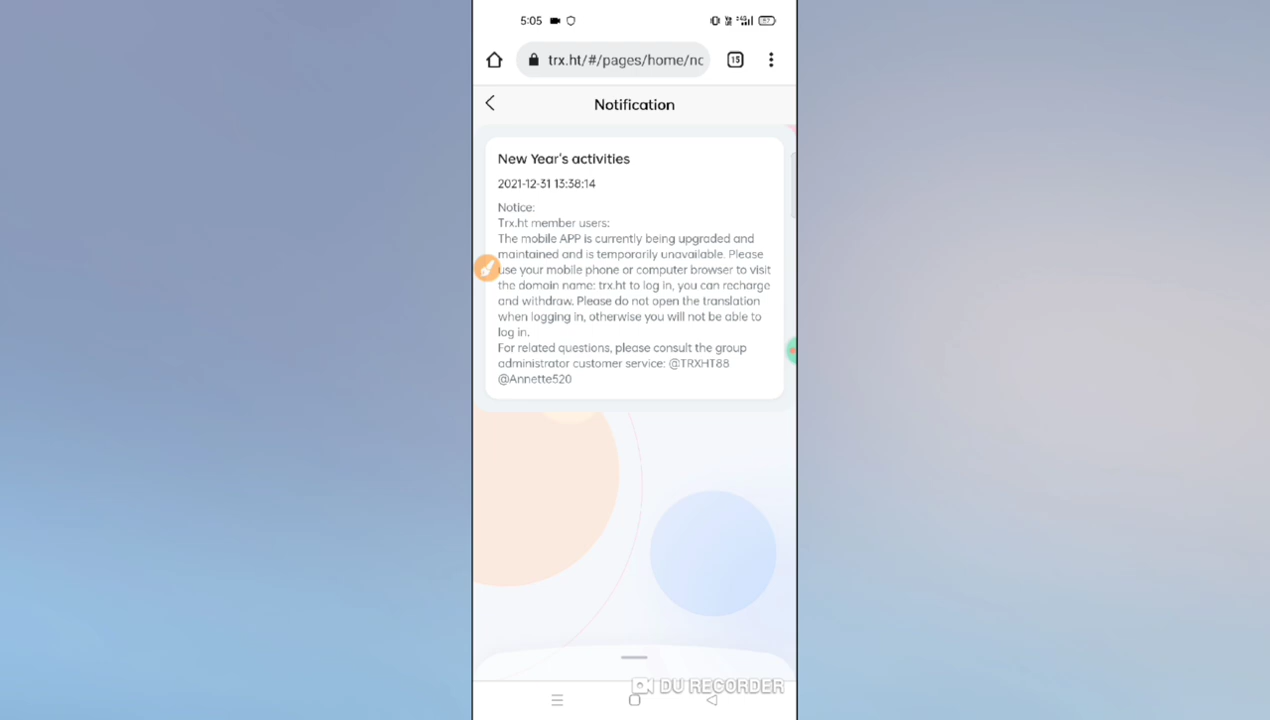 5:05
57
trx.ht/#/pages/home/no
15
Notification
New Year's activities
2021-12-31 13:38:14
Notice:
Trx.ht member users:
The mobile APP is currently being upgraded and
maintained and is temporarily unavailable. Please
use your mobile phone or computer browser to visit
the domain name: trx.ht to log in, you can recharge
and withdraw. Please do not open the translation
when logging in, otherwise you will not be able to
log in.
For related questions, please consult the group
administrator customer service: @TRXHT88
@Annette520
DU RECORDER